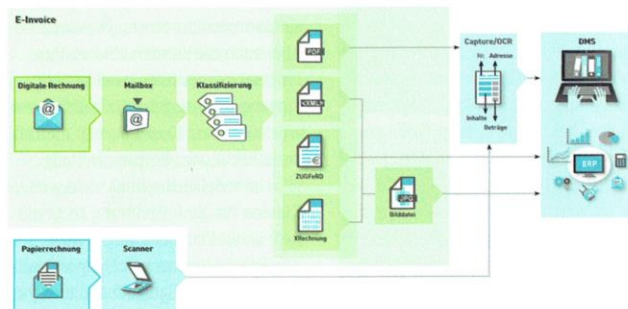 E-Invoice
Digitale Rechnung
Mailbox
Klassifizierung
PDF
XML
ZUGFeRD
XRechnung
JPG
Bilddatei
Capture/OCR
Nr.
Adresse
Inhalte
Beträge
DMS
ERP
Papierrechnung
Scanner